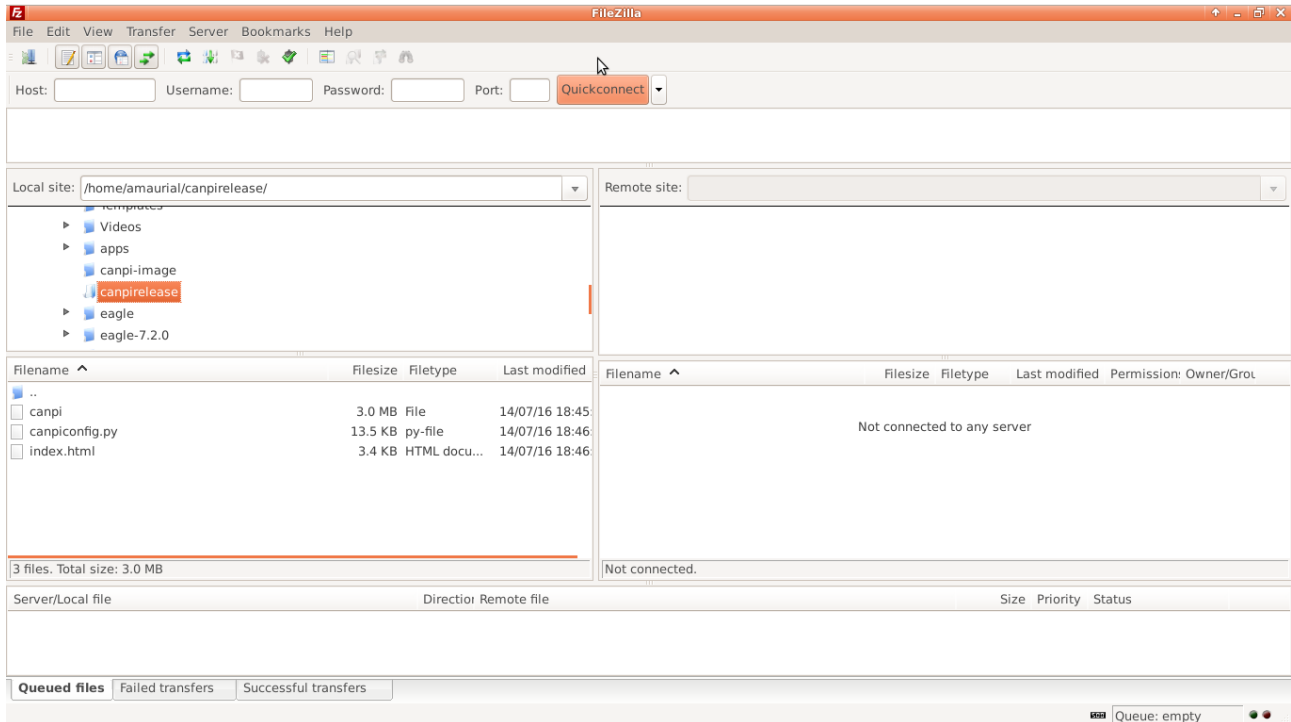 FileZilla
File Edit View Transfer Server Bookmarks Help
Host: Username: Password: Port: Quickconnect
Local site: /home/amaurial/canpirelease/
Templates
Videos
apps
canpi-image
canpirelease
eagle
eagle-7.2.0
Filename Filesize Filetype Last modified
..
canpi 3.0 MB File 14/07/16 18:45:
canpiconfig.py 13.5 KB py-file 14/07/16 18:46:
index.html 3.4 KB HTML docu... 14/07/16 18:46:
3 files. Total size: 3.0 MB
Remote site:
Filename Filesize Filetype Last modified Permission: Owner/Grou
Not connected to any server
Not connected.
Server/Local file Direction Remote file Size Priority Status
Queued files Failed transfers Successful transfers
Queue: empty